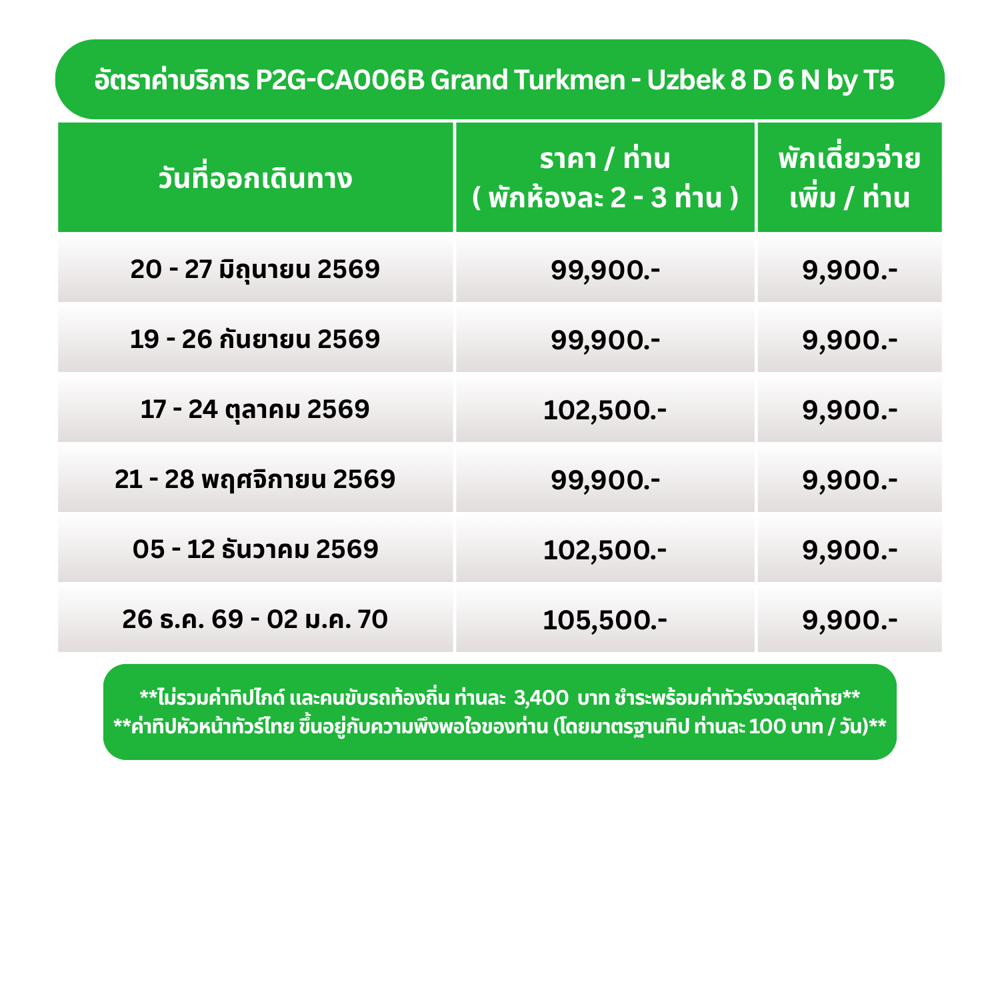 อัตราค่าบริการ P2G-CA006B Grand Turkmen - Uzbek 8 D 6 N by T5
วันที่ออกเดินทาง
ราคา / ท่าน
( พักห้องละ 2 - 3 ท่าน )
พักเดี่ยวจ่าย
เพิ่ม / ท่าน
20 - 27 มิถุนายน 2569 99,900.- 9,900.-
19 - 26 กันยายน 2569 99,900.- 9,900.-
17 - 24 ตุลาคม 2569 102,500.- 9,900.-
21 - 28 พฤศจิกายน 2569 99,900.- 9,900.-
05 - 12 ธันวาคม 2569 102,500.- 9,900.-
26 ธ.ค. 69 - 02 ม.ค. 70 105,500.- 9,900.-
**ไม่รวมค่าทิปไกด์ และคนขับรถท้องถิ่น ท่านละ 3,400 บาท ชำระพร้อมค่าทัวร์งวดสุดท้าย**
**ค่าทิปหัวหน้าทัวร์ไทย ขึ้นอยู่กับความพึงพอใจของท่าน (โดยมาตรฐานทิป ท่านละ 100 บาท / วัน)**